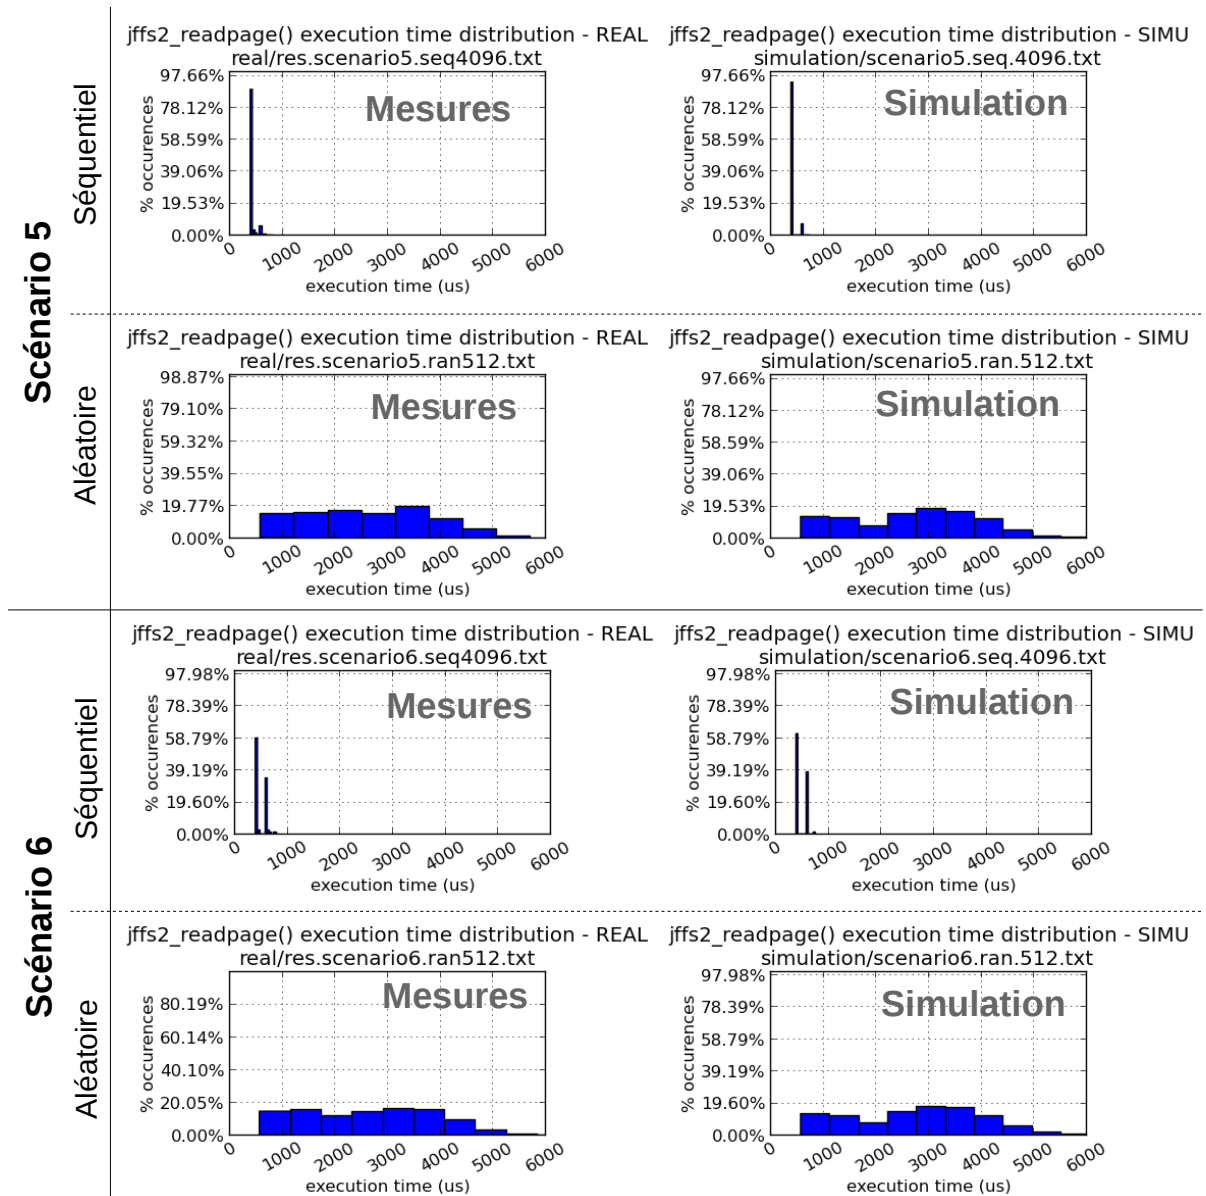 Scénario 5
Séquentiel
jffs2_readpage() execution time distribution - REAL
real/res.scenario5.seq4096.txt
Mesures
% occurences
97.66%
78.12%
58.59%
39.06%
19.53%
0.00%
0 1000 2000 3000 4000 5000 6000
execution time (us)
jffs2_readpage() execution time distribution - SIMU
simulation/scenario5.seq.4096.txt
Simulation
% occurences
97.66%
78.12%
58.59%
39.06%
19.53%
0.00%
0 1000 2000 3000 4000 5000 6000
execution time (us)
Aléatoire
jffs2_readpage() execution time distribution - REAL
real/res.scenario5.ran512.txt
Mesures
% occurences
98.87%
79.10%
59.32%
39.55%
19.77%
0.00%
0 1000 2000 3000 4000 5000 6000
execution time (us)
jffs2_readpage() execution time distribution - SIMU
simulation/scenario5.ran.512.txt
Simulation
% occurences
97.66%
78.12%
58.59%
39.06%
19.53%
0.00%
0 1000 2000 3000 4000 5000 6000
execution time (us)
Scénario 6
Séquentiel
jffs2_readpage() execution time distribution - REAL
real/res.scenario6.seq4096.txt
Mesures
% occurences
97.98%
78.39%
58.79%
39.19%
19.60%
0.00%
0 1000 2000 3000 4000 5000 6000
execution time (us)
jffs2_readpage() execution time distribution - SIMU
simulation/scenario6.seq.4096.txt
Simulation
% occurences
97.98%
78.39%
58.79%
39.19%
19.60%
0.00%
0 1000 2000 3000 4000 5000 6000
execution time (us)
Aléatoire
jffs2_readpage() execution time distribution - REAL
real/res.scenario6.ran512.txt
Mesures
% occurences
80.19%
60.14%
40.10%
20.05%
0.00%
0 1000 2000 3000 4000 5000 6000
execution time (us)
jffs2_readpage() execution time distribution - SIMU
simulation/scenario6.ran.512.txt
Simulation
% occurences
97.98%
78.39%
58.79%
39.19%
19.60%
0.00%
0 1000 2000 3000 4000 5000 6000
execution time (us)